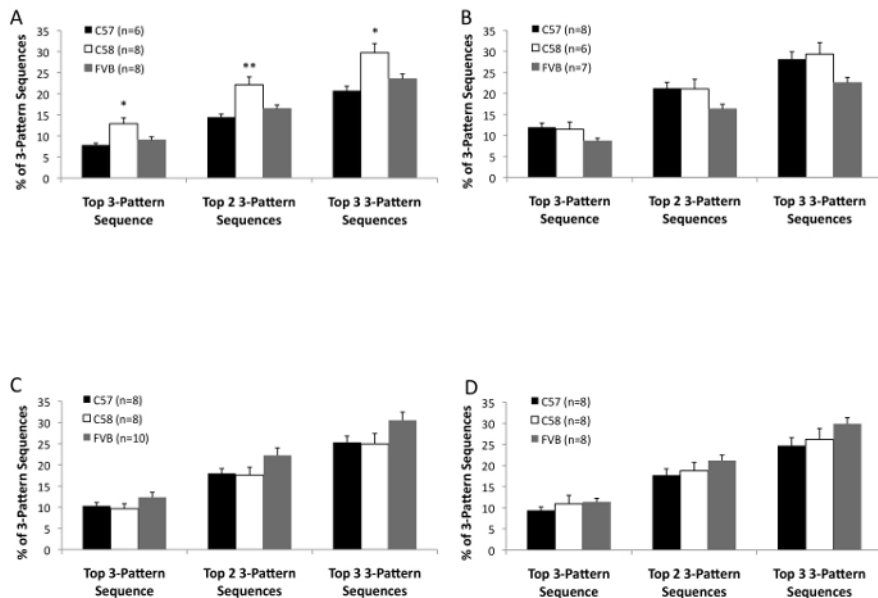 A
% of 3-Pattern Sequences
35
30
25
20
15
10
5
0
C57 (n=6)
C58 (n=8)
FVB (n=8)
*
**
*
Top 3-Pattern
Sequence
Top 2 3-Pattern
Sequences
Top 3 3-Pattern
Sequences
B
% of 3-Pattern Sequences
35
30
25
20
15
10
5
0
C57 (n=8)
C58 (n=6)
FVB (n=7)
Top 3-Pattern
Sequence
Top 2 3-Pattern
Sequences
Top 3 3-Pattern
Sequences
C
% of 3-Pattern Sequences
35
30
25
20
15
10
5
0
C57 (n=8)
C58 (n=8)
FVB (n=10)
Top 3-Pattern
Sequence
Top 2 3-Pattern
Sequences
Top 3 3-Pattern
Sequences
D
% of 3-Pattern Sequences
35
30
25
20
15
10
5
0
C57 (n=8)
C58 (n=8)
FVB (n=8)
Top 3-Pattern
Sequence
Top 2 3-Pattern
Sequences
Top 3 3-Pattern
Sequences